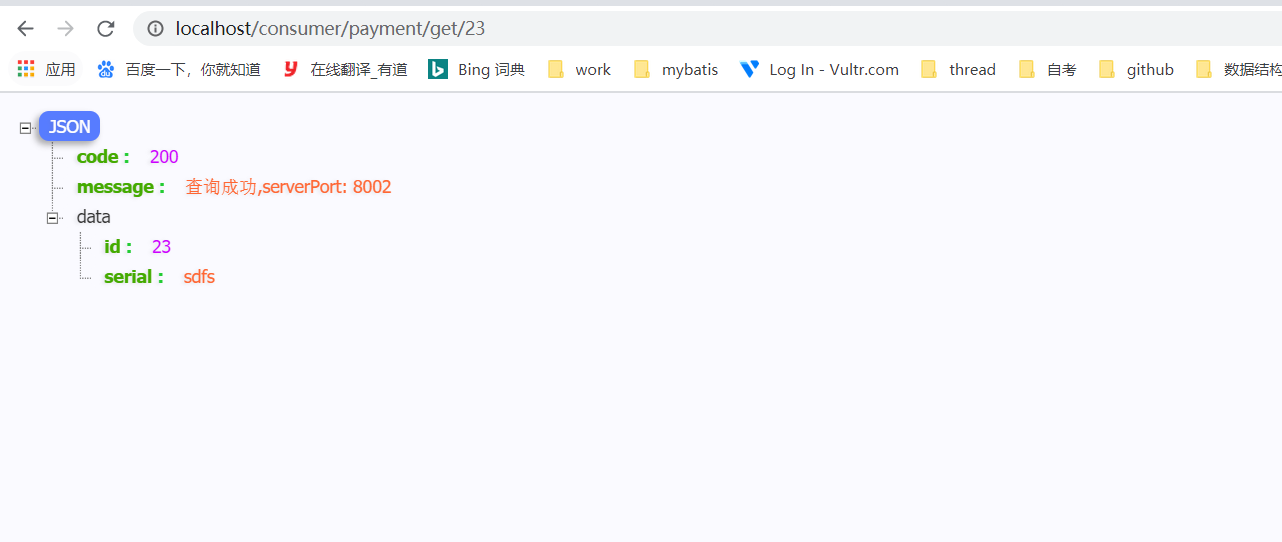 localhost/consumer/payment/get/23
应用 百度一下，你就知道 在线翻译_有道 Bing 词典 work mybatis Log In - Vultr.com thread 自考 github 数据结构
JSON
code : 200
message : 查询成功,serverPort: 8002
data
id : 23
serial : sdfs